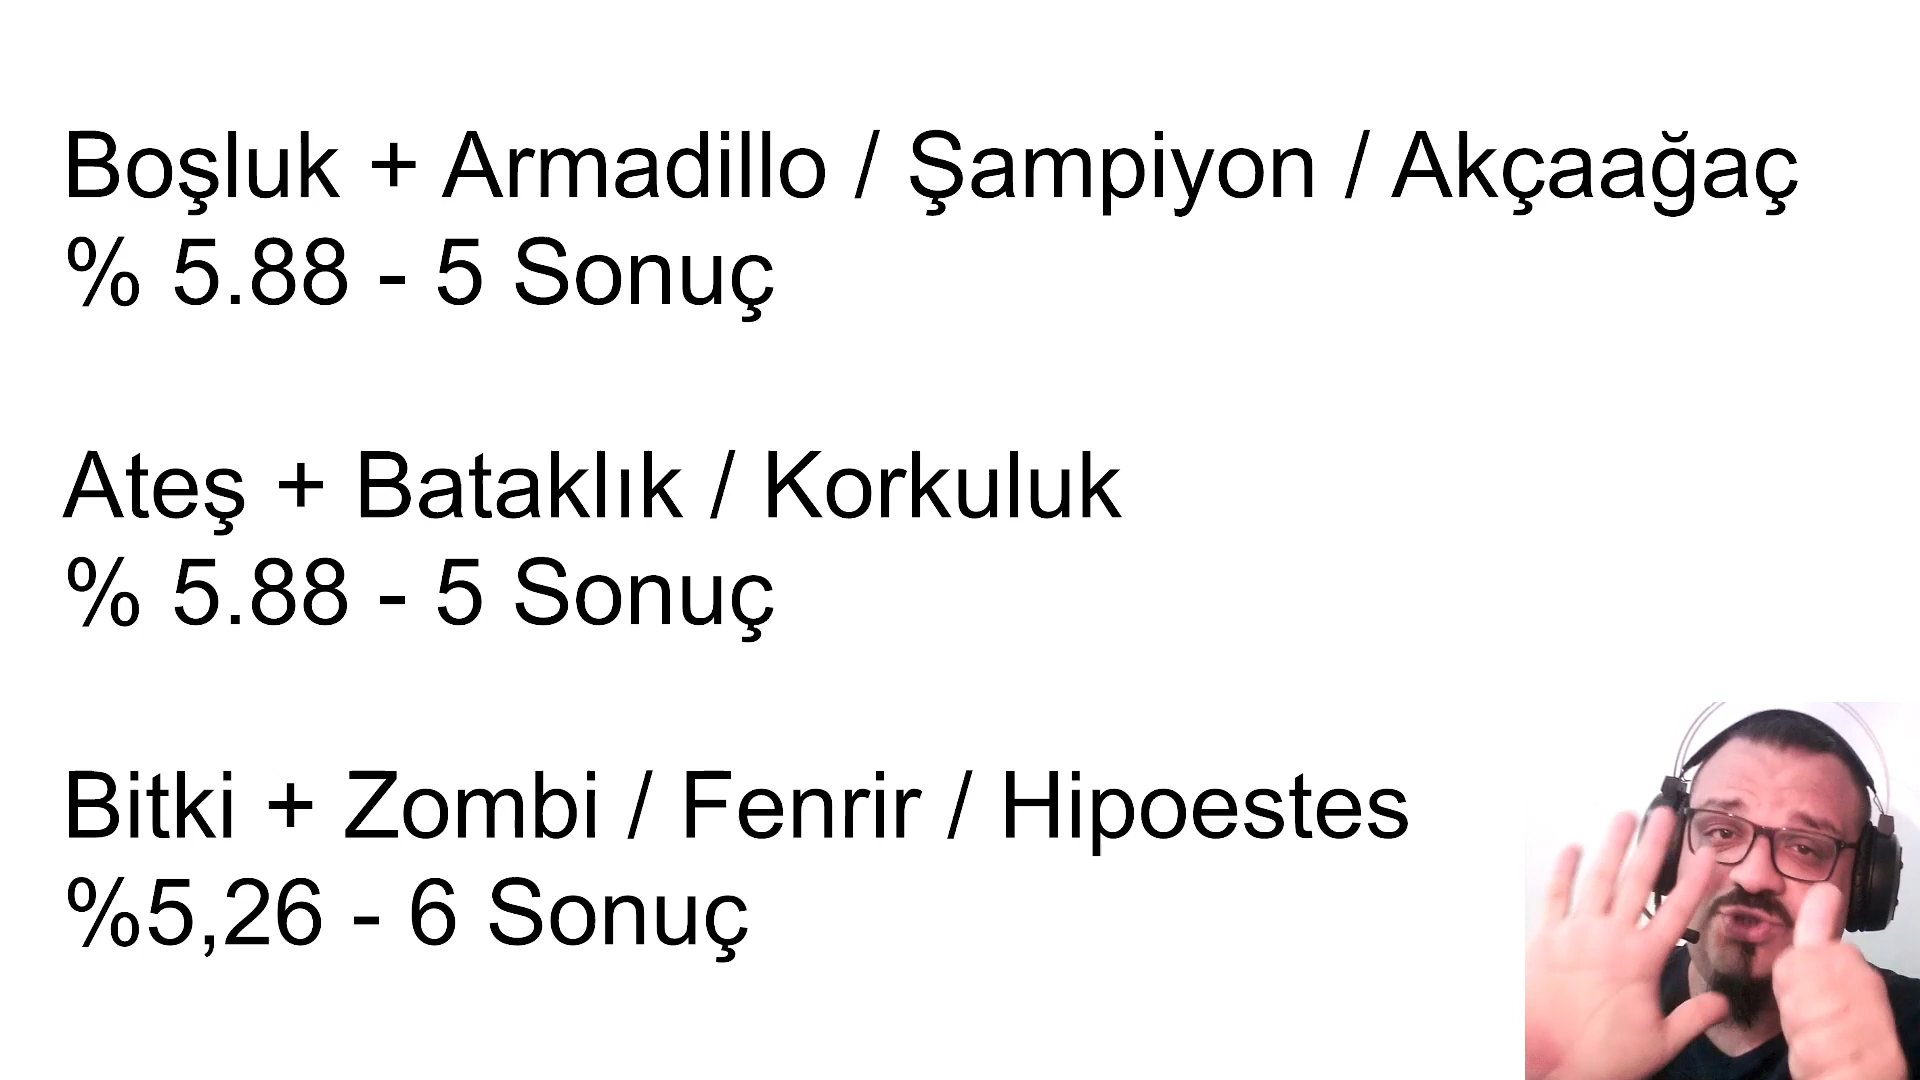 Boşluk + Armadillo / Şampiyon / Akçaağaç
% 5.88 - 5 Sonuç
Ateş + Bataklık / Korkuluk
% 5.88 - 5 Sonuç
Bitki + Zombi / Fenrir / Hipoestes
%5,26 - 6 Sonuç